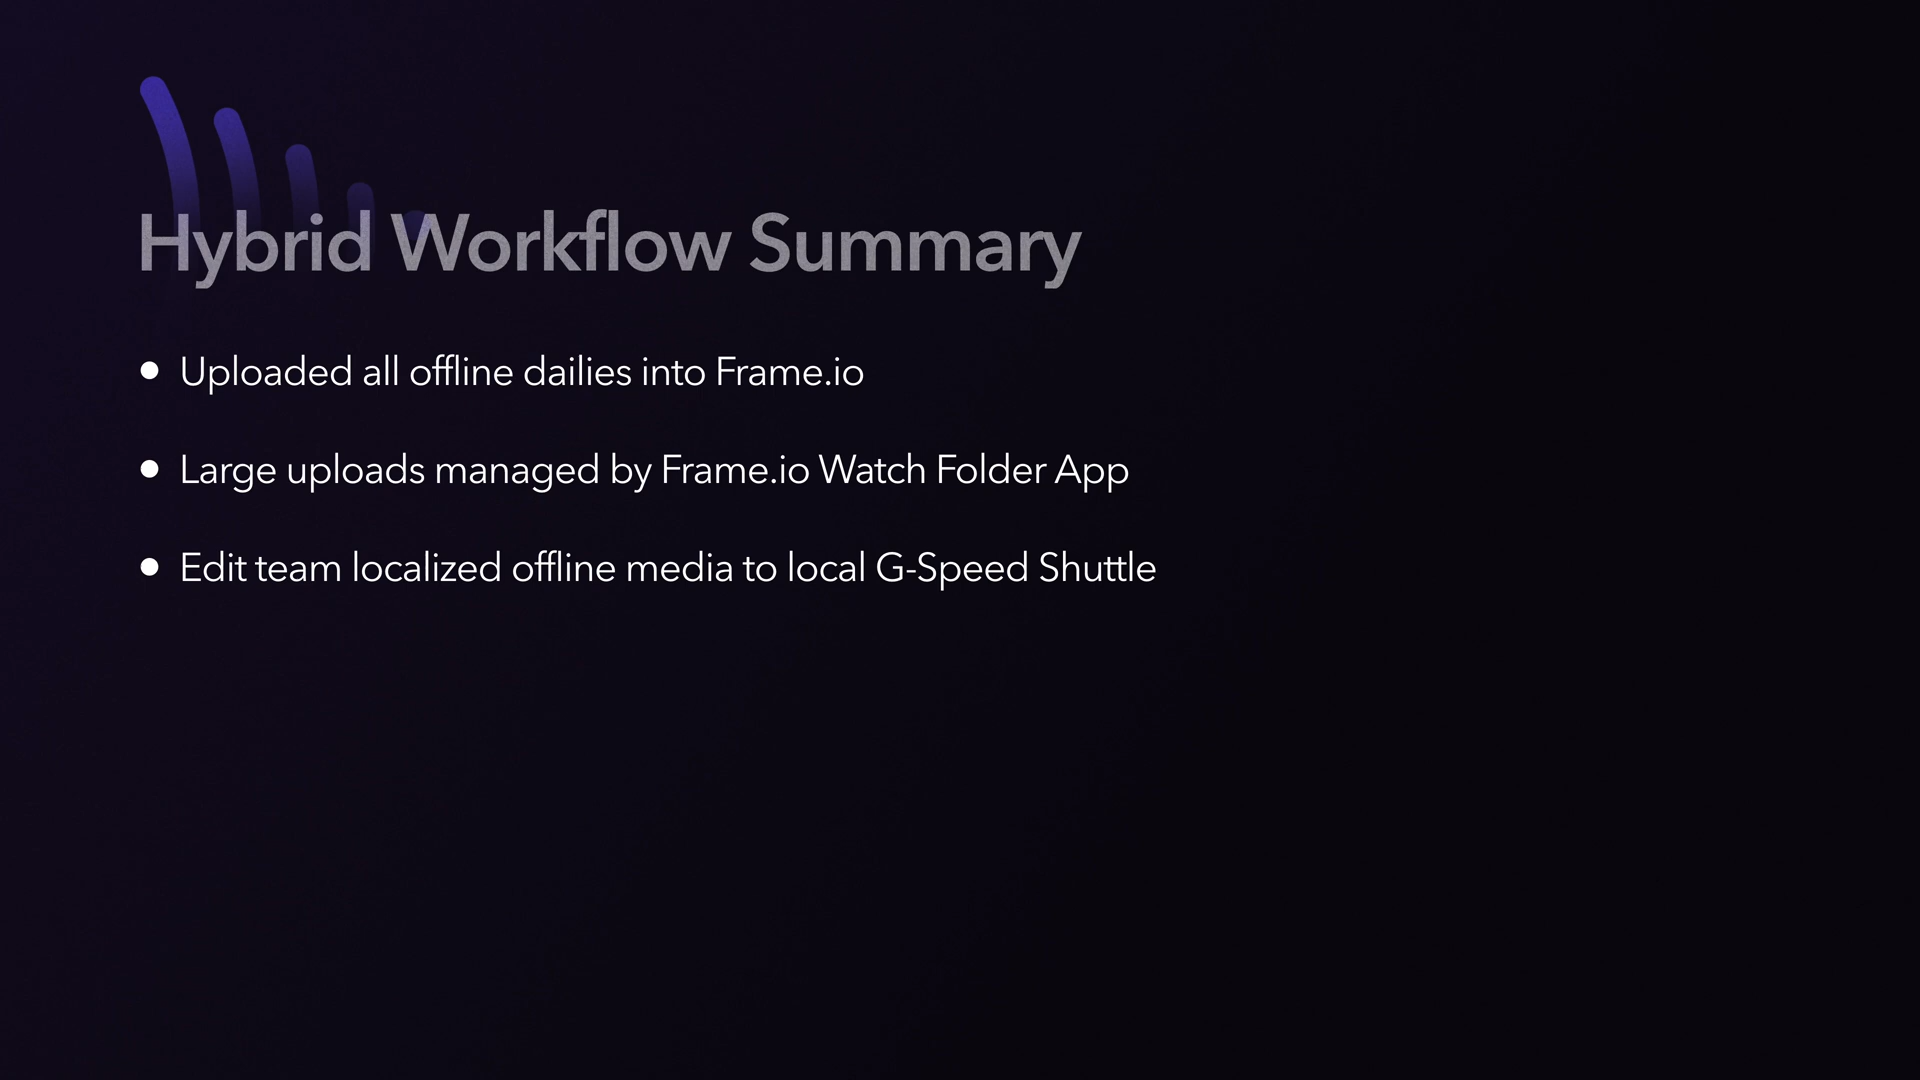 Hybrid Workflow Summary
• Uploaded all offline dailies into Frame.io
• Large uploads managed by Frame.io Watch Folder App
• Edit team localized offline media to local G-Speed Shuttle